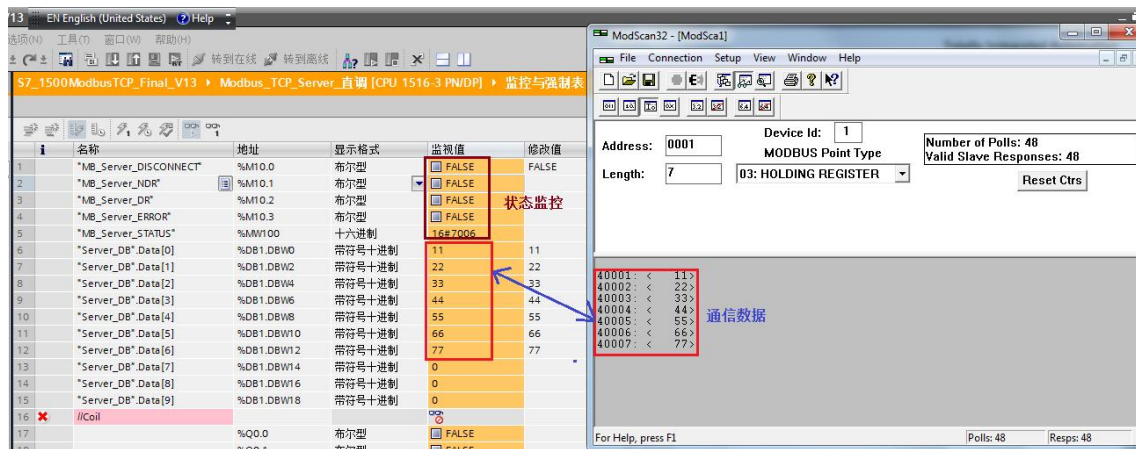 /13 EN English (United States) ? Help
选项(N) 工具(T) 窗口(W) 帮助(H)
转到在线 转到离线
S7_1500ModbusTCP_Final_V13 ▸ Modbus_TCP_Server_直调 [CPU 1516-3 PN/DP] ▸ 监控与强制表
i 名称 地址 显示格式 监视值 修改值
1 "MB_Server_DISCONNECT" %M10.0 布尔型 FALSE FALSE
2 "MB_Server_NDR" %M10.1 布尔型 FALSE
3 "MB_Server_DR" %M10.2 布尔型 FALSE
4 "MB_Server_ERROR" %M10.3 布尔型 FALSE
5 "MB_Server_STATUS" %MW100 十六进制 16#7006
6 "Server_DB".Data[0] %DB1.DBW0 带符号十进制 11 11
7 "Server_DB".Data[1] %DB1.DBW2 带符号十进制 22 22
8 "Server_DB".Data[2] %DB1.DBW4 带符号十进制 33 33
9 "Server_DB".Data[3] %DB1.DBW6 带符号十进制 44 44
10 "Server_DB".Data[4] %DB1.DBW8 带符号十进制 55 55
11 "Server_DB".Data[5] %DB1.DBW10 带符号十进制 66 66
12 "Server_DB".Data[6] %DB1.DBW12 带符号十进制 77 77
13 "Server_DB".Data[7] %DB1.DBW14 带符号十进制 0
14 "Server_DB".Data[8] %DB1.DBW16 带符号十进制 0
15 "Server_DB".Data[9] %DB1.DBW18 带符号十进制 0
16 //Coil
17 %Q0.0 布尔型 FALSE
状态监控
ModScan32 - [ModSca1]
File Connection Setup View Window Help
Address: 0001
Length: 7
Device Id: 1
MODBUS Point Type
03: HOLDING REGISTER
Number of Polls: 48
Valid Slave Responses: 48
Reset Ctrs
40001: < 11>
40002: < 22>
40003: < 33>
40004: < 44>
40005: < 55>
40006: < 66>
40007: < 77>
通信数据
For Help, press F1 Polls: 48 Resps: 48